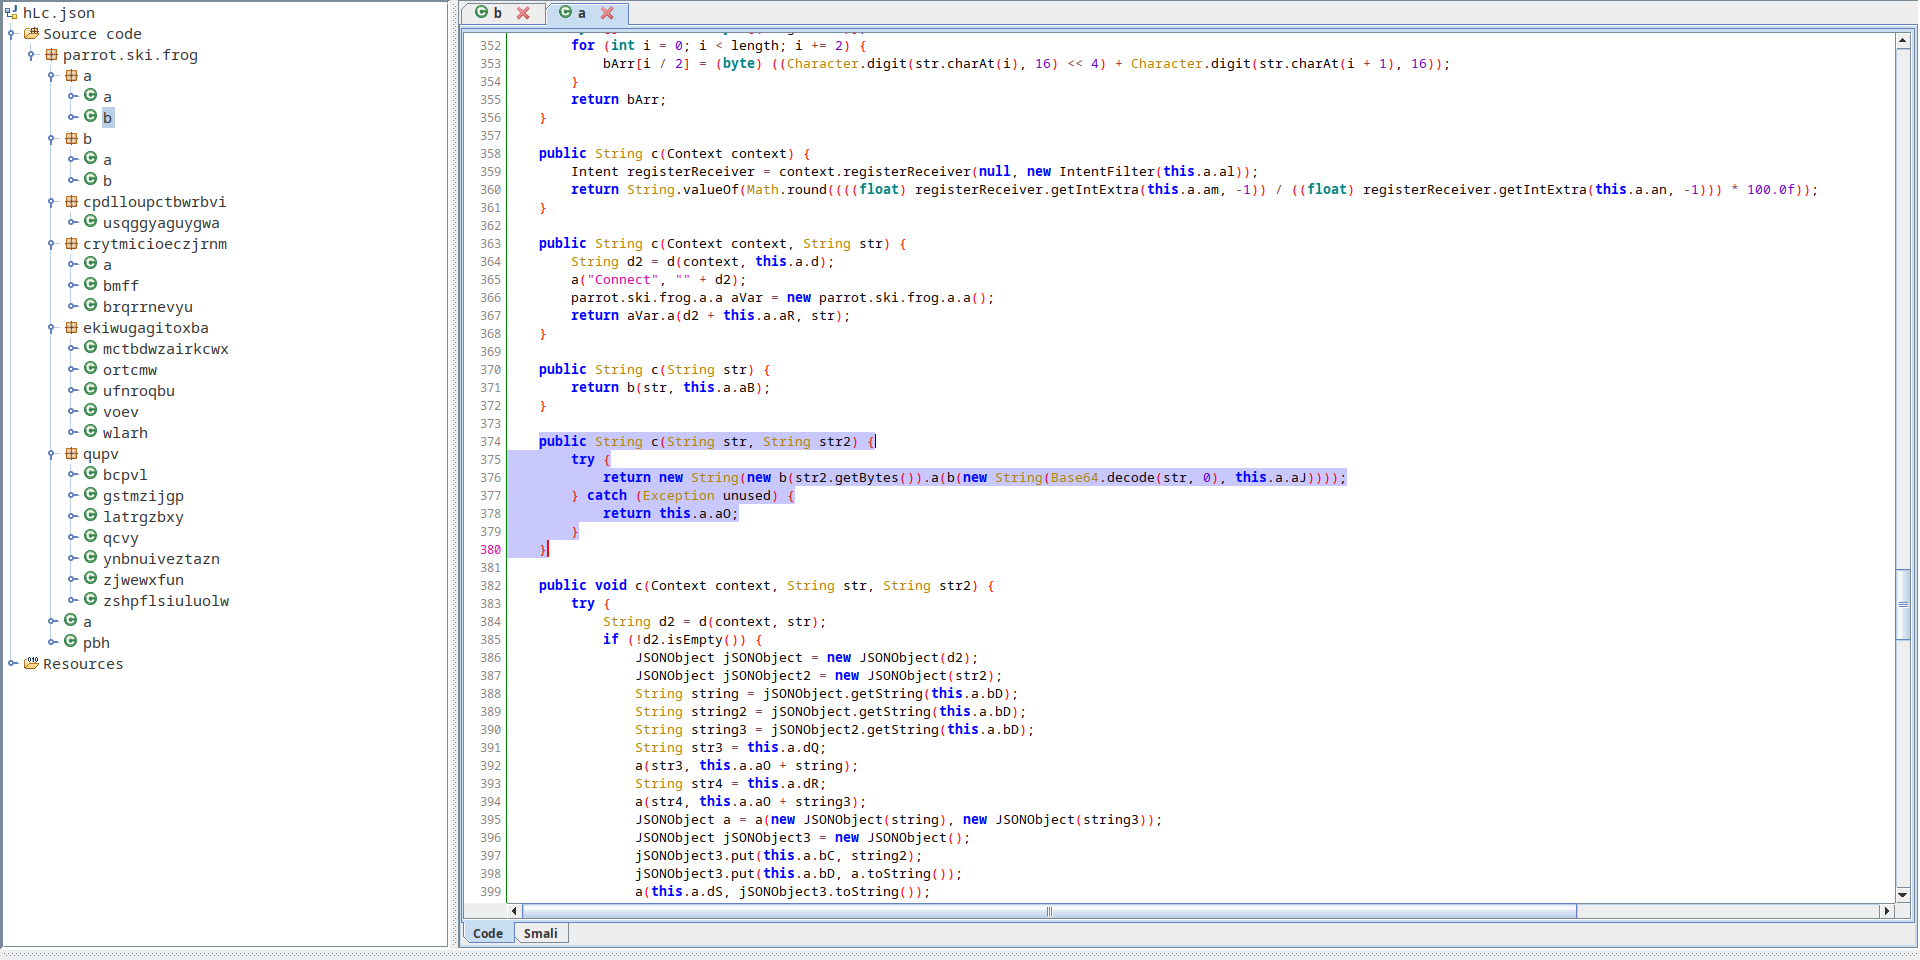 hLc.json
Source code
parrot.ski.frog
a
a
b
b
a
b
cpdlloupctbwrbvi
usqggyaguygwa
crytmicioeczjrnm
a
bmff
brqrrnevyu
ekiwugagitoxba
mctbdwzairkcwx
ortcmw
ufnroqbu
voev
wlarh
qupv
bcpvl
gstmzijgp
latrgzbxy
qcvy
ynbnuiveztazn
zjwewxfun
zshpflsiuluolw
a
pbh
Resources
b
a
352 for (int i = 0; i < length; i += 2) {
353 bArr[i / 2] = (byte) ((Character.digit(str.charAt(i), 16) << 4) + Character.digit(str.charAt(i + 1), 16));
354 }
355 return bArr;
356 }
357
358 public String c(Context context) {
359 Intent registerReceiver = context.registerReceiver(null, new IntentFilter(this.a.al));
360 return String.valueOf(Math.round((((float) registerReceiver.getIntExtra(this.a.am, -1)) / ((float) registerReceiver.getIntExtra(this.a.an, -1))) * 100.0f));
361 }
362
363 public String c(Context context, String str) {
364 String d2 = d(context, this.a.d);
365 a("Connect", "" + d2);
366 parrot.ski.frog.a.a aVar = new parrot.ski.frog.a.a();
367 return aVar.a(d2 + this.a.aR, str);
368 }
369
370 public String c(String str) {
371 return b(str, this.a.aB);
372 }
373
374 public String c(String str, String str2) {
375 try {
376 return new String(new b(str2.getBytes()).a(b(new String(Base64.decode(str, 0), this.a.aJ))));
377 } catch (Exception unused) {
378 return this.a.aO;
379 }
380 }
381
382 public void c(Context context, String str, String str2) {
383 try {
384 String d2 = d(context, str);
385 if (!d2.isEmpty()) {
386 JSONObject jSONObject = new JSONObject(d2);
387 JSONObject jSONObject2 = new JSONObject(str2);
388 String string = jSONObject.getString(this.a.bD);
389 String string2 = jSONObject.getString(this.a.bD);
390 String string3 = jSONObject2.getString(this.a.bD);
391 String str3 = this.a.dQ;
392 a(str3, this.a.aO + string);
393 String str4 = this.a.dR;
394 a(str4, this.a.aO + string3);
395 JSONObject a = a(new JSONObject(string), new JSONObject(string3));
396 JSONObject jSONObject3 = new JSONObject();
397 jSONObject3.put(this.a.bC, string2);
398 jSONObject3.put(this.a.bD, a.toString());
399 a(this.a.dS, jSONObject3.toString());
Code
Smali